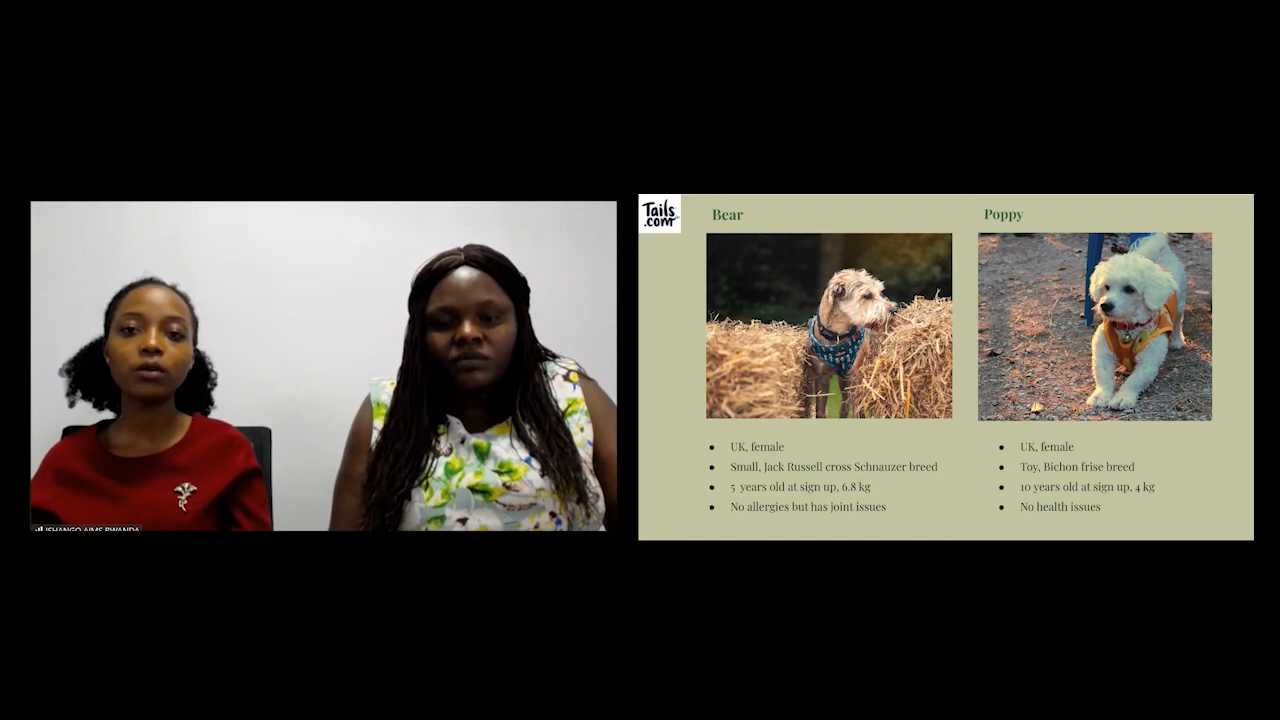 ISHANGO AIMS RWANDA
Tails
.com
Bear
Poppy
● UK, female
● Small, Jack Russell cross Schnauzer breed
● 5 years old at sign up, 6.8 kg
● No allergies but has joint issues
● UK, female
● Toy, Bichon frise breed
● 10 years old at sign up, 4 kg
● No health issues